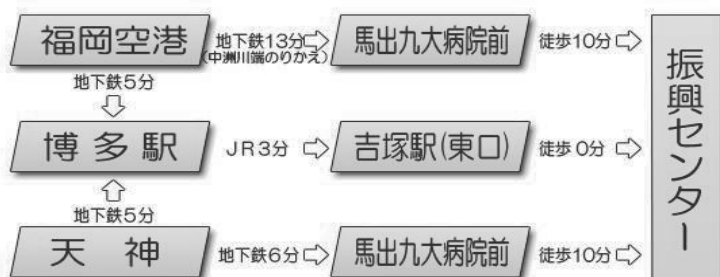 福岡空港 地下鉄13分⇨ 馬出九大病院前 徒歩10分⇨
(中洲川端のりかえ)
地下鉄5分
⇩
博多駅 JR3分 ⇨ 吉塚駅(東口) 徒歩0分 ⇨
⇧
地下鉄5分
天神 地下鉄6分⇨ 馬出九大病院前 徒歩10分⇨
振興センター